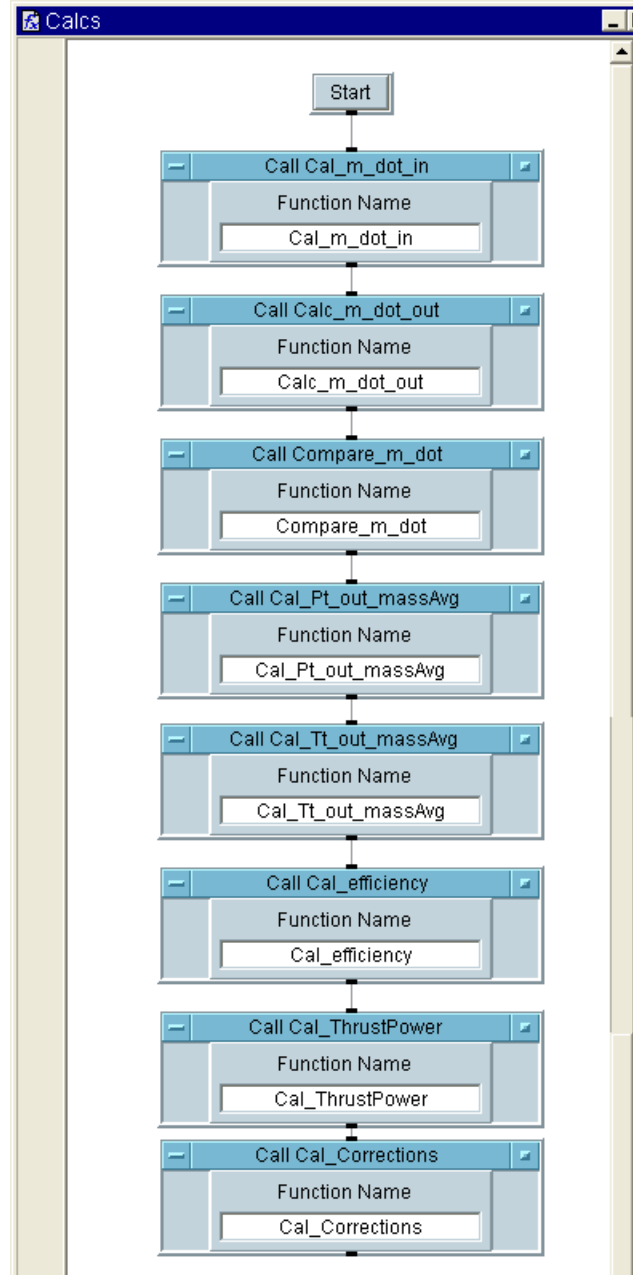 Calcs
Start
Call Cal_m_dot_in
Function Name
Cal_m_dot_in
Call Calc_m_dot_out
Function Name
Calc_m_dot_out
Call Compare_m_dot
Function Name
Compare_m_dot
Call Cal_Pt_out_massAvg
Function Name
Cal_Pt_out_massAvg
Call Cal_Tt_out_massAvg
Function Name
Cal_Tt_out_massAvg
Call Cal_efficiency
Function Name
Cal_efficiency
Call Cal_ThrustPower
Function Name
Cal_ThrustPower
Call Cal_Corrections
Function Name
Cal_Corrections